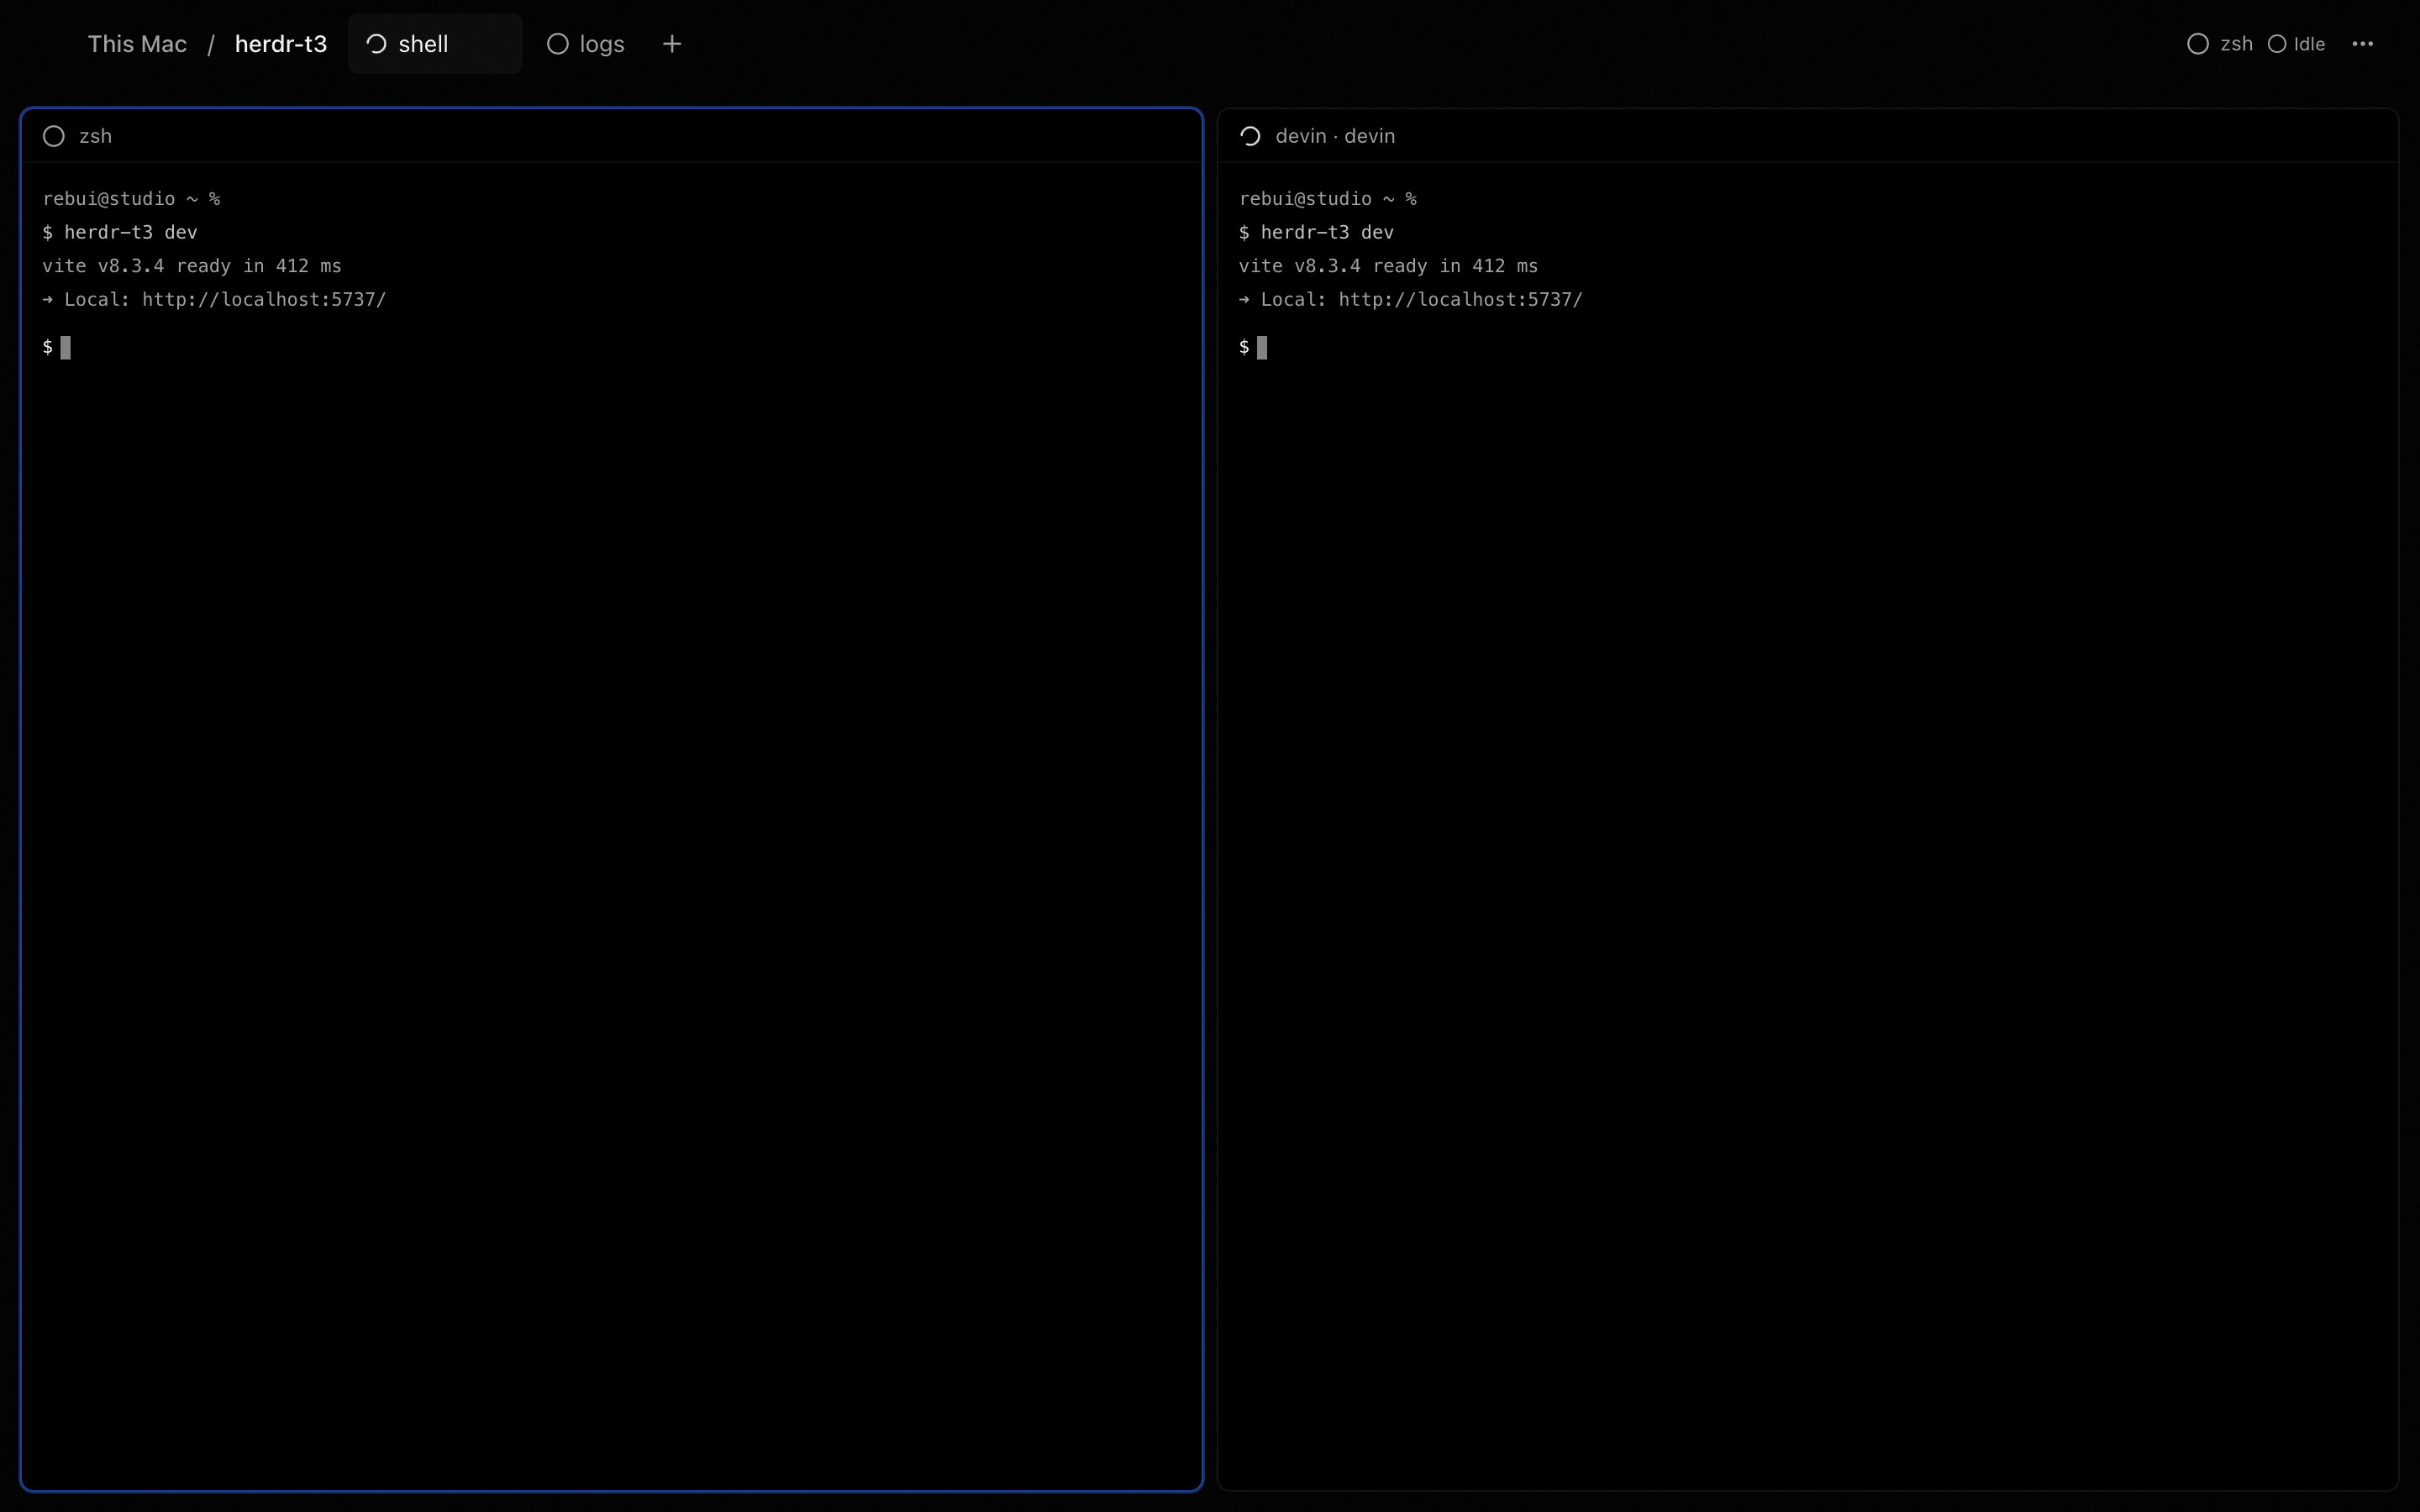 This Mac / herdr-t3 shell logs + zsh Idle ···
zsh
rebui@studio ~ %
$ herdr-t3 dev
vite v8.3.4 ready in 412 ms
➜ Local: http://localhost:5737/
$
devin · devin
rebui@studio ~ %
$ herdr-t3 dev
vite v8.3.4 ready in 412 ms
➜ Local: http://localhost:5737/
$